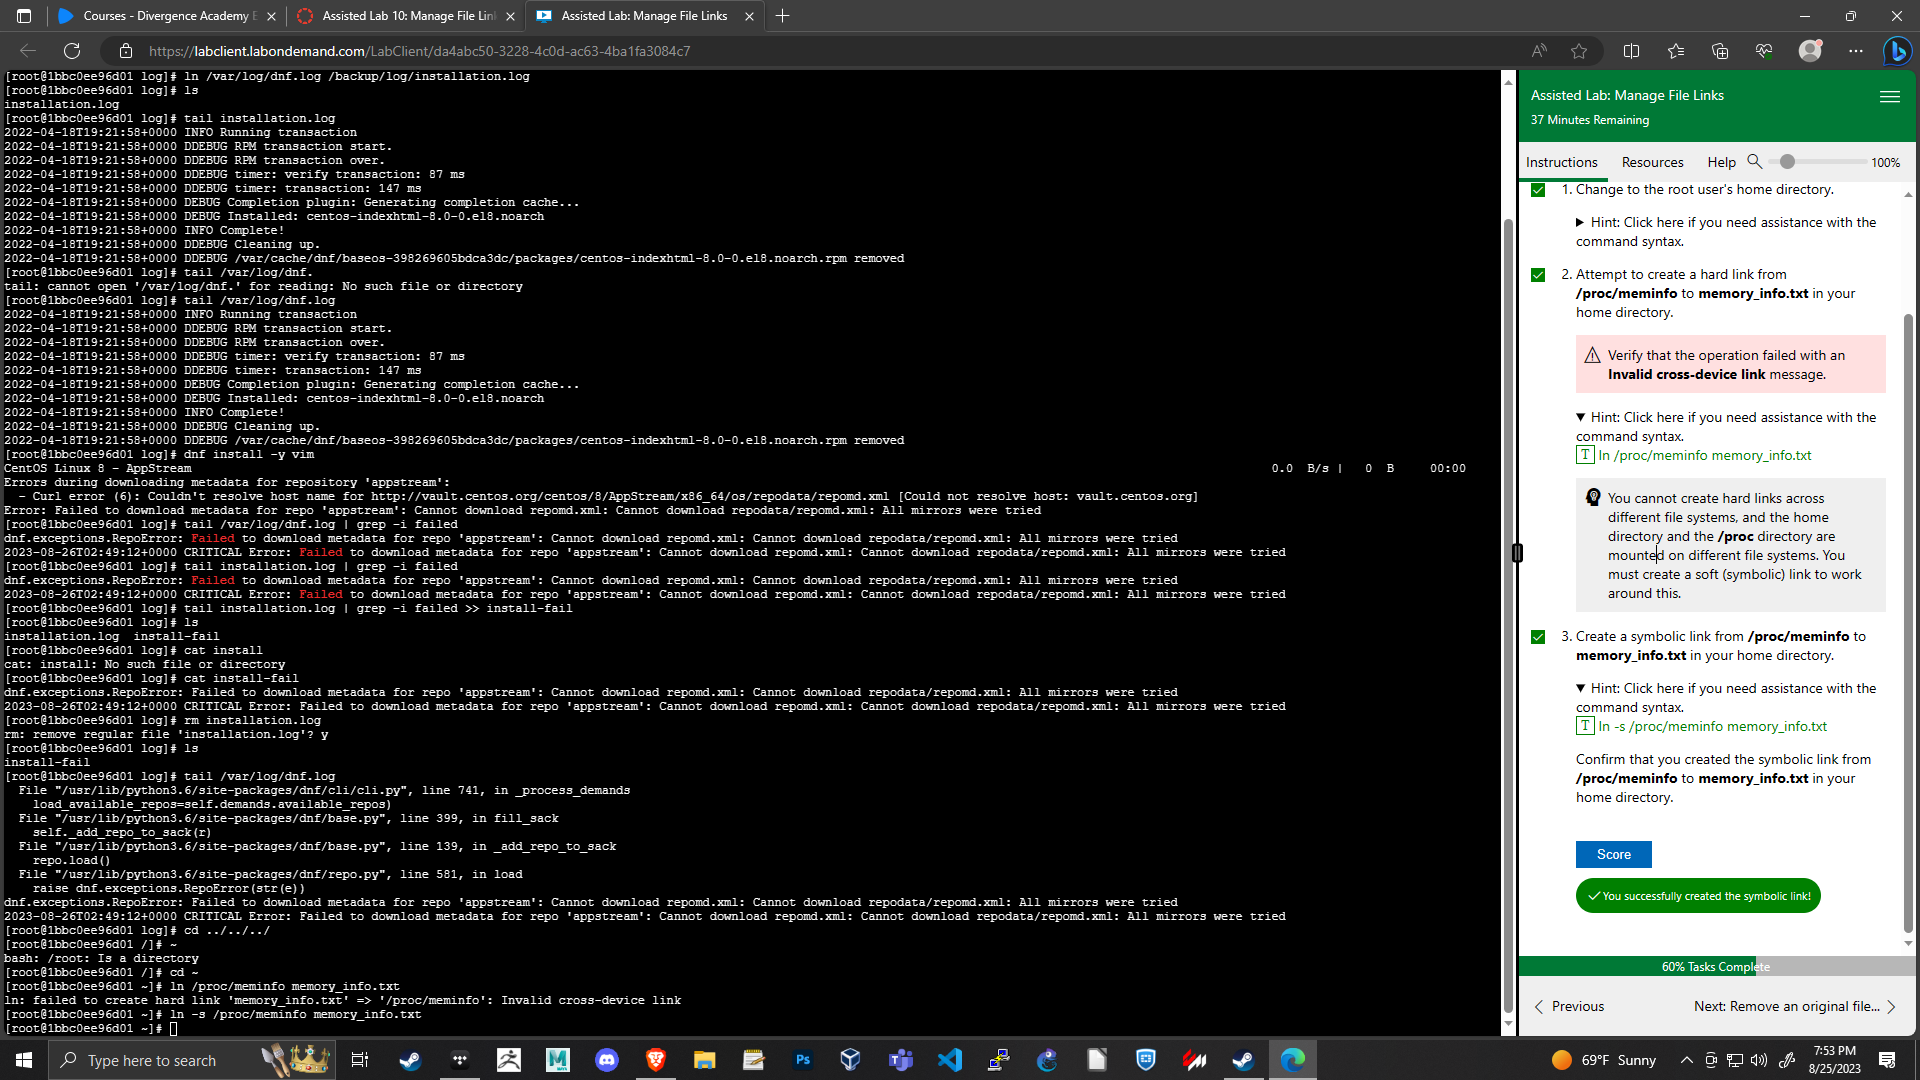 Courses - Divergence Academy E
Assisted Lab 10: Manage File Lin
Assisted Lab: Manage File Links
https://labclient.labondemand.com/LabClient/da4abc50-3228-4c0d-ac63-4ba1fa3084c7
[root@1bbc0ee96d01 log]# ln /var/log/dnf.log /backup/log/installation.log
[root@1bbc0ee96d01 log]# ls
installation.log
[root@1bbc0ee96d01 log]# tail installation.log
2022-04-18T19:21:58+0000 INFO Running transaction
2022-04-18T19:21:58+0000 DDEBUG RPM transaction start.
2022-04-18T19:21:58+0000 DDEBUG RPM transaction over.
2022-04-18T19:21:58+0000 DDEBUG timer: verify transaction: 87 ms
2022-04-18T19:21:58+0000 DDEBUG timer: transaction: 147 ms
2022-04-18T19:21:58+0000 DEBUG Completion plugin: Generating completion cache...
2022-04-18T19:21:58+0000 DEBUG Installed: centos-indexhtml-8.0-0.el8.noarch
2022-04-18T19:21:58+0000 INFO Complete!
2022-04-18T19:21:58+0000 DDEBUG Cleaning up.
2022-04-18T19:21:58+0000 DDEBUG /var/cache/dnf/baseos-398269605bdca3dc/packages/centos-indexhtml-8.0-0.el8.noarch.rpm removed
[root@1bbc0ee96d01 log]# tail /var/log/dnf.
tail: cannot open '/var/log/dnf.' for reading: No such file or directory
[root@1bbc0ee96d01 log]# tail /var/log/dnf.log
2022-04-18T19:21:58+0000 INFO Running transaction
2022-04-18T19:21:58+0000 DDEBUG RPM transaction start.
2022-04-18T19:21:58+0000 DDEBUG RPM transaction over.
2022-04-18T19:21:58+0000 DDEBUG timer: verify transaction: 87 ms
2022-04-18T19:21:58+0000 DDEBUG timer: transaction: 147 ms
2022-04-18T19:21:58+0000 DEBUG Completion plugin: Generating completion cache...
2022-04-18T19:21:58+0000 DEBUG Installed: centos-indexhtml-8.0-0.el8.noarch
2022-04-18T19:21:58+0000 INFO Complete!
2022-04-18T19:21:58+0000 DDEBUG Cleaning up.
2022-04-18T19:21:58+0000 DDEBUG /var/cache/dnf/baseos-398269605bdca3dc/packages/centos-indexhtml-8.0-0.el8.noarch.rpm removed
[root@1bbc0ee96d01 log]# dnf install -y vim
CentOS Linux 8 - AppStream 0.0 B/s | 0 B 00:00
Errors during downloading metadata for repository 'appstream':
- Curl error (6): Couldn't resolve host name for http://vault.centos.org/centos/8/AppStream/x86_64/os/repodata/repomd.xml [Could not resolve host: vault.centos.org]
Error: Failed to download metadata for repo 'appstream': Cannot download repomd.xml: Cannot download repodata/repomd.xml: All mirrors were tried
[root@1bbc0ee96d01 log]# tail /var/log/dnf.log | grep -i failed
dnf.exceptions.RepoError: Failed to download metadata for repo 'appstream': Cannot download repomd.xml: Cannot download repodata/repomd.xml: All mirrors were tried
2023-08-26T02:49:12+0000 CRITICAL Error: Failed to download metadata for repo 'appstream': Cannot download repomd.xml: Cannot download repodata/repomd.xml: All mirrors were tried
[root@1bbc0ee96d01 log]# tail installation.log | grep -i failed
dnf.exceptions.RepoError: Failed to download metadata for repo 'appstream': Cannot download repomd.xml: Cannot download repodata/repomd.xml: All mirrors were tried
2023-08-26T02:49:12+0000 CRITICAL Error: Failed to download metadata for repo 'appstream': Cannot download repomd.xml: Cannot download repodata/repomd.xml: All mirrors were tried
[root@1bbc0ee96d01 log]# tail installation.log | grep -i failed >> install-fail
[root@1bbc0ee96d01 log]# ls
installation.log install-fail
[root@1bbc0ee96d01 log]# cat install
cat: install: No such file or directory
[root@1bbc0ee96d01 log]# cat install-fail
dnf.exceptions.RepoError: Failed to download metadata for repo 'appstream': Cannot download repomd.xml: Cannot download repodata/repomd.xml: All mirrors were tried
2023-08-26T02:49:12+0000 CRITICAL Error: Failed to download metadata for repo 'appstream': Cannot download repomd.xml: Cannot download repodata/repomd.xml: All mirrors were tried
[root@1bbc0ee96d01 log]# rm installation.log
rm: remove regular file 'installation.log'? y
[root@1bbc0ee96d01 log]# ls
install-fail
[root@1bbc0ee96d01 log]# tail /var/log/dnf.log
File "/usr/lib/python3.6/site-packages/dnf/cli/cli.py", line 741, in _process_demands
load_available_repos=self.demands.available_repos)
File "/usr/lib/python3.6/site-packages/dnf/base.py", line 399, in fill_sack
self._add_repo_to_sack(r)
File "/usr/lib/python3.6/site-packages/dnf/base.py", line 139, in _add_repo_to_sack
repo.load()
File "/usr/lib/python3.6/site-packages/dnf/repo.py", line 581, in load
raise dnf.exceptions.RepoError(str(e))
dnf.exceptions.RepoError: Failed to download metadata for repo 'appstream': Cannot download repomd.xml: Cannot download repodata/repomd.xml: All mirrors were tried
2023-08-26T02:49:12+0000 CRITICAL Error: Failed to download metadata for repo 'appstream': Cannot download repomd.xml: Cannot download repodata/repomd.xml: All mirrors were tried
[root@1bbc0ee96d01 log]# cd ../../../
[root@1bbc0ee96d01 /]# ~
bash: /root: Is a directory
[root@1bbc0ee96d01 /]# cd ~
[root@1bbc0ee96d01 ~]# ln /proc/meminfo memory_info.txt
ln: failed to create hard link 'memory_info.txt' => '/proc/meminfo': Invalid cross-device link
[root@1bbc0ee96d01 ~]# ln -s /proc/meminfo memory_info.txt
[root@1bbc0ee96d01 ~]#
Assisted Lab: Manage File Links
37 Minutes Remaining
Instructions Resources Help 100%
1. Change to the root user's home directory.
Hint: Click here if you need assistance with the
command syntax.
2. Attempt to create a hard link from
/proc/meminfo to memory_info.txt in your
home directory.
Verify that the operation failed with an
Invalid cross-device link message.
Hint: Click here if you need assistance with the
command syntax.
T ln /proc/meminfo memory_info.txt
You cannot create hard links across
different file systems, and the home
directory and the /proc directory are
mounted on different file systems. You
must create a soft (symbolic) link to work
around this.
3. Create a symbolic link from /proc/meminfo to
memory_info.txt in your home directory.
Hint: Click here if you need assistance with the
command syntax.
T ln -s /proc/meminfo memory_info.txt
Confirm that you created the symbolic link from
/proc/meminfo to memory_info.txt in your
home directory.
Score
You successfully created the symbolic link!
60% Tasks Complete
Previous
Next: Remove an original file...
Type here to search
Ps
69°F Sunny
7:53 PM
8/25/2023